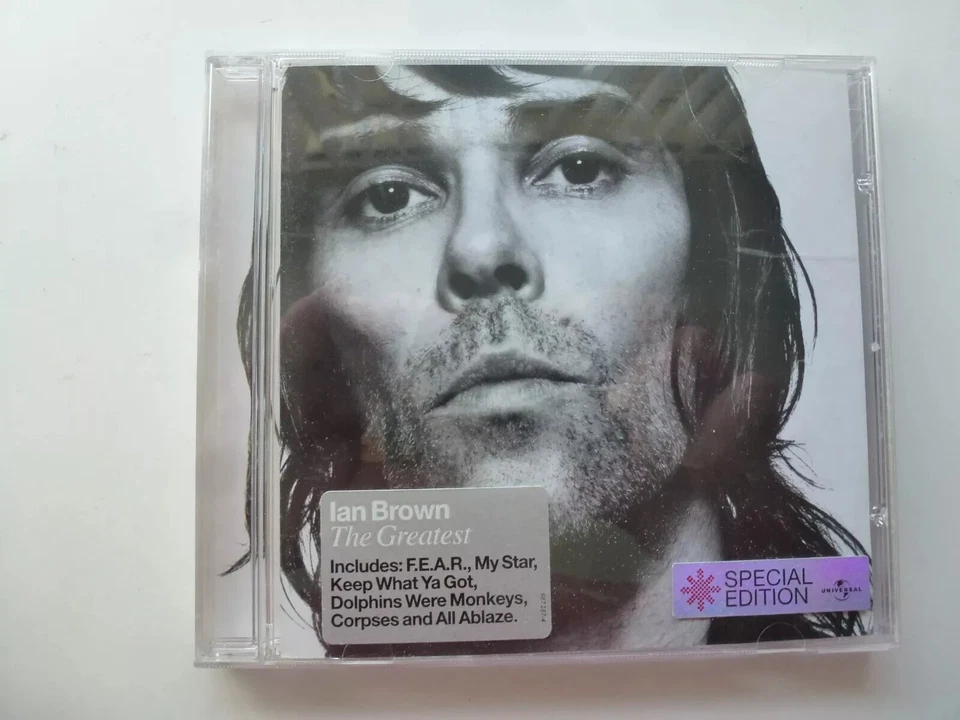 Ian Brown
The Greatest
Includes: F.E.A.R., My Star,
Keep What Ya Got,
Dolphins Were Monkeys,
Corpses and All Ablaze.
SPECIAL
EDITION
UNIVERSAL